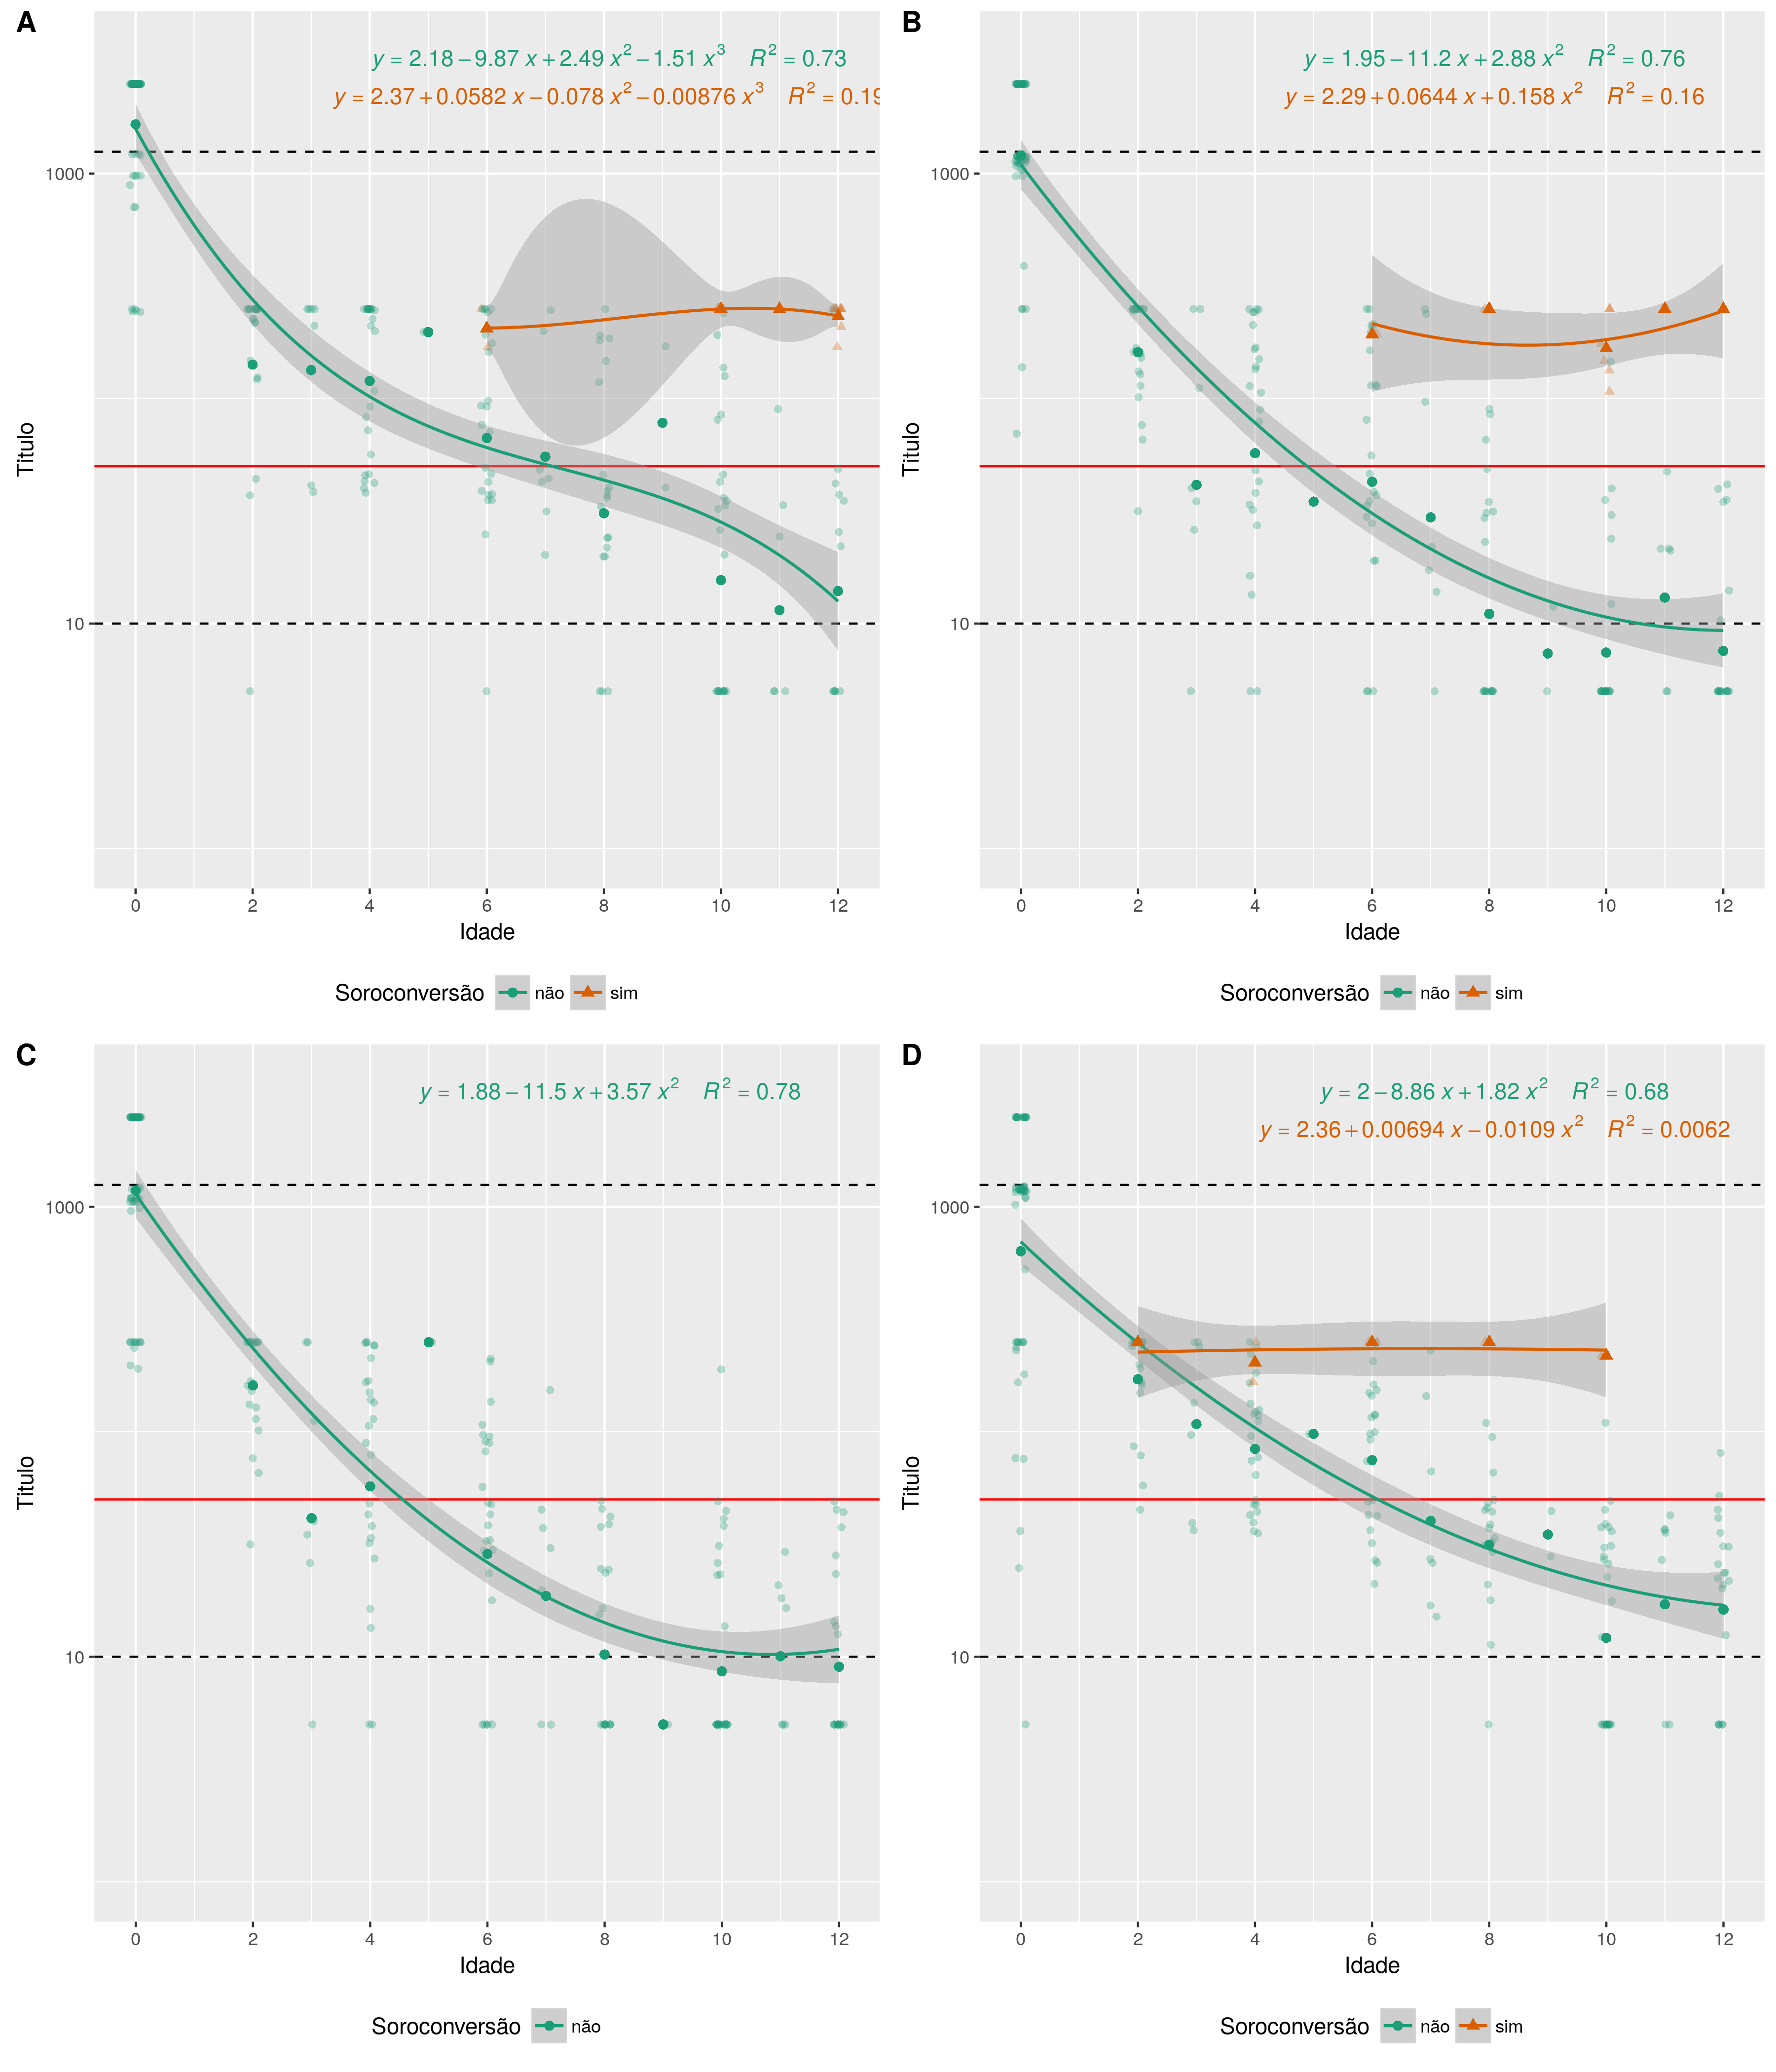 A
y = 2.18 − 9.87 x + 2.49 x² − 1.51 x³ R² = 0.73
y = 2.37 + 0.0582 x − 0.078 x² − 0.00876 x³ R² = 0.19
1000
10
Titulo
0 2 4 6 8 10 12
Idade
Soroconversão não sim
B
y = 1.95 − 11.2 x + 2.88 x² R² = 0.76
y = 2.29 + 0.0644 x + 0.158 x² R² = 0.16
1000
10
Titulo
0 2 4 6 8 10 12
Idade
Soroconversão não sim
C
y = 1.88 − 11.5 x + 3.57 x² R² = 0.78
1000
10
Titulo
0 2 4 6 8 10 12
Idade
Soroconversão não
D
y = 2 − 8.86 x + 1.82 x² R² = 0.68
y = 2.36 + 0.00694 x − 0.0109 x² R² = 0.0062
1000
10
Titulo
0 2 4 6 8 10 12
Idade
Soroconversão não sim